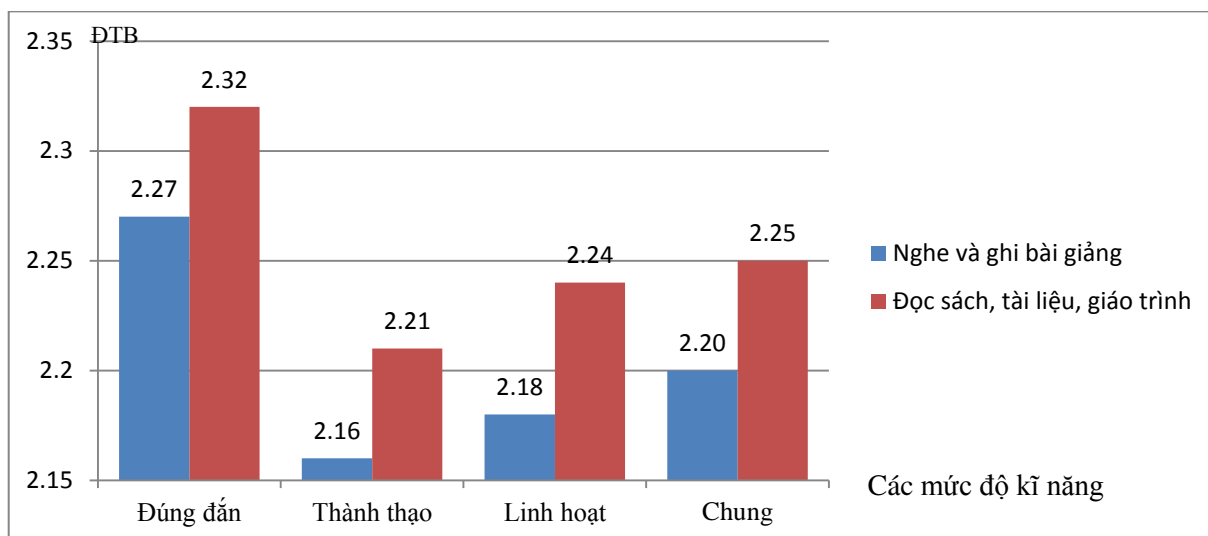 ĐTB
2.35
2.3
2.25
2.2
2.15
2.27
2.32
2.16
2.21
2.18
2.24
2.20
2.25
Đúng đắn
Thành thạo
Linh hoạt
Chung
Nghe và ghi bài giảng
Đọc sách, tài liệu, giáo trình
Các mức độ kĩ năng